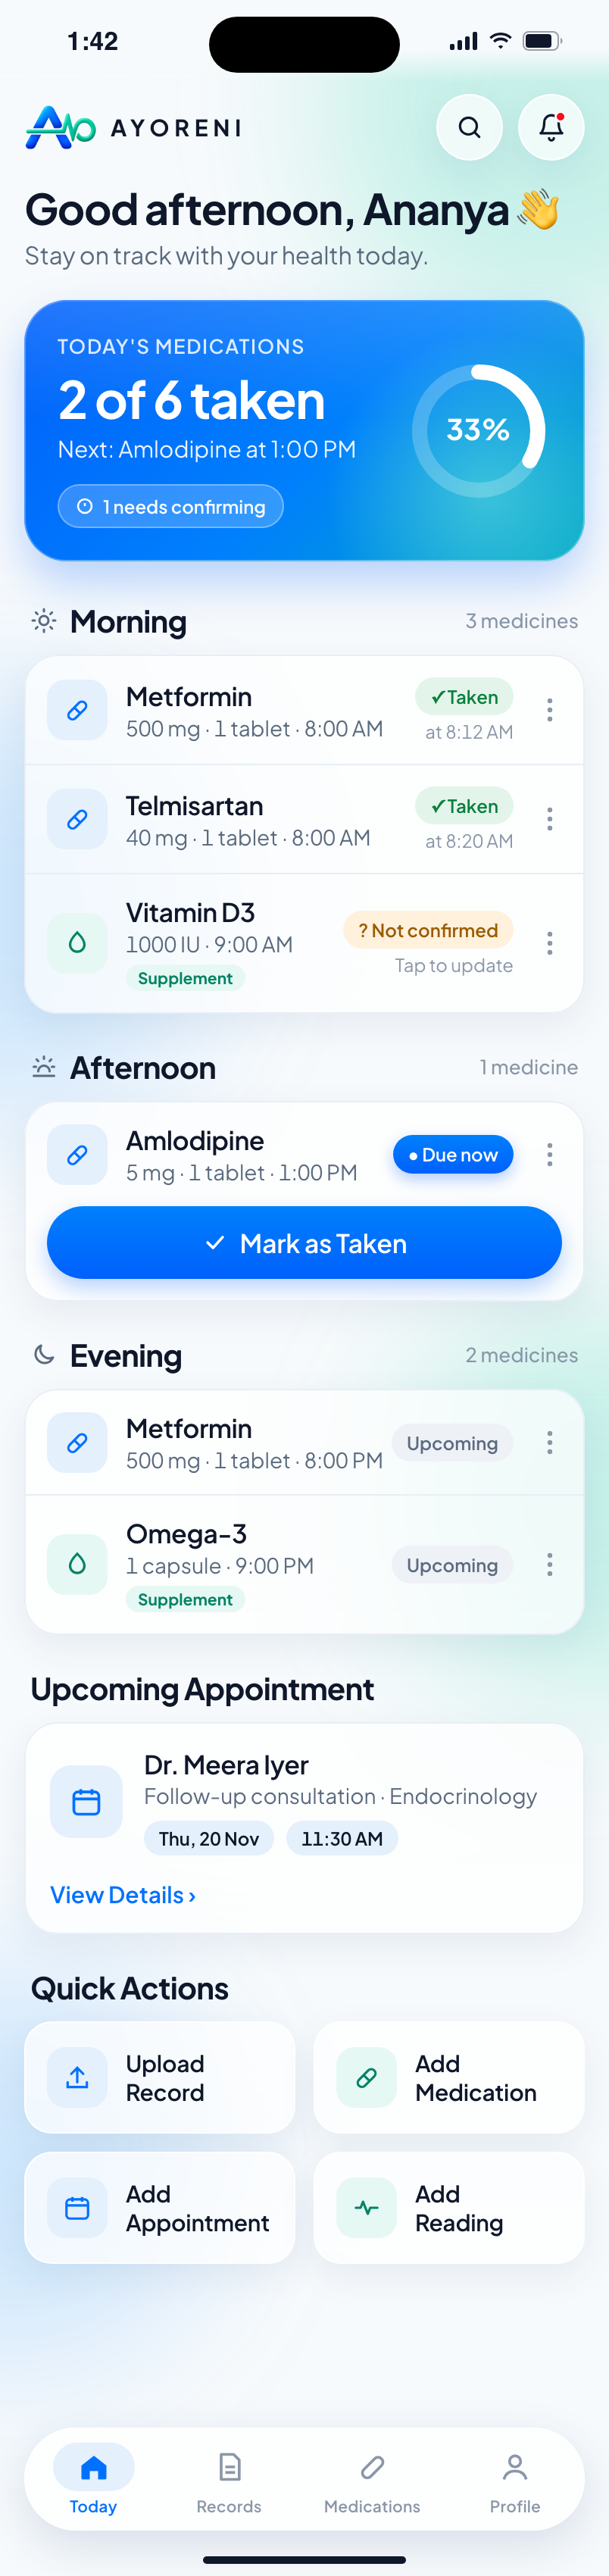 1:42
AYORENI
Good afternoon, Ananya 👋
Stay on track with your health today.
TODAY'S MEDICATIONS
2 of 6 taken
33%
Next: Amlodipine at 1:00 PM
1 needs confirming
Morning
3 medicines
Metformin
✓Taken
500 mg · 1 tablet · 8:00 AM
at 8:12 AM
Telmisartan
✓Taken
40 mg · 1 tablet · 8:00 AM
at 8:20 AM
Vitamin D3
? Not confirmed
1000 IU · 9:00 AM
Tap to update
Supplement
Afternoon
1 medicine
Amlodipine
• Due now
5 mg · 1 tablet · 1:00 PM
Mark as Taken
Evening
2 medicines
Metformin
Upcoming
500 mg · 1 tablet · 8:00 PM
Omega-3
1 capsule · 9:00 PM
Upcoming
Supplement
Upcoming Appointment
Dr. Meera Iyer
Follow-up consultation · Endocrinology
Thu, 20 Nov
11:30 AM
View Details ›
Quick Actions
Upload
Record
Add
Medication
Add
Appointment
Add
Reading
Today
Records
Medications
Profile